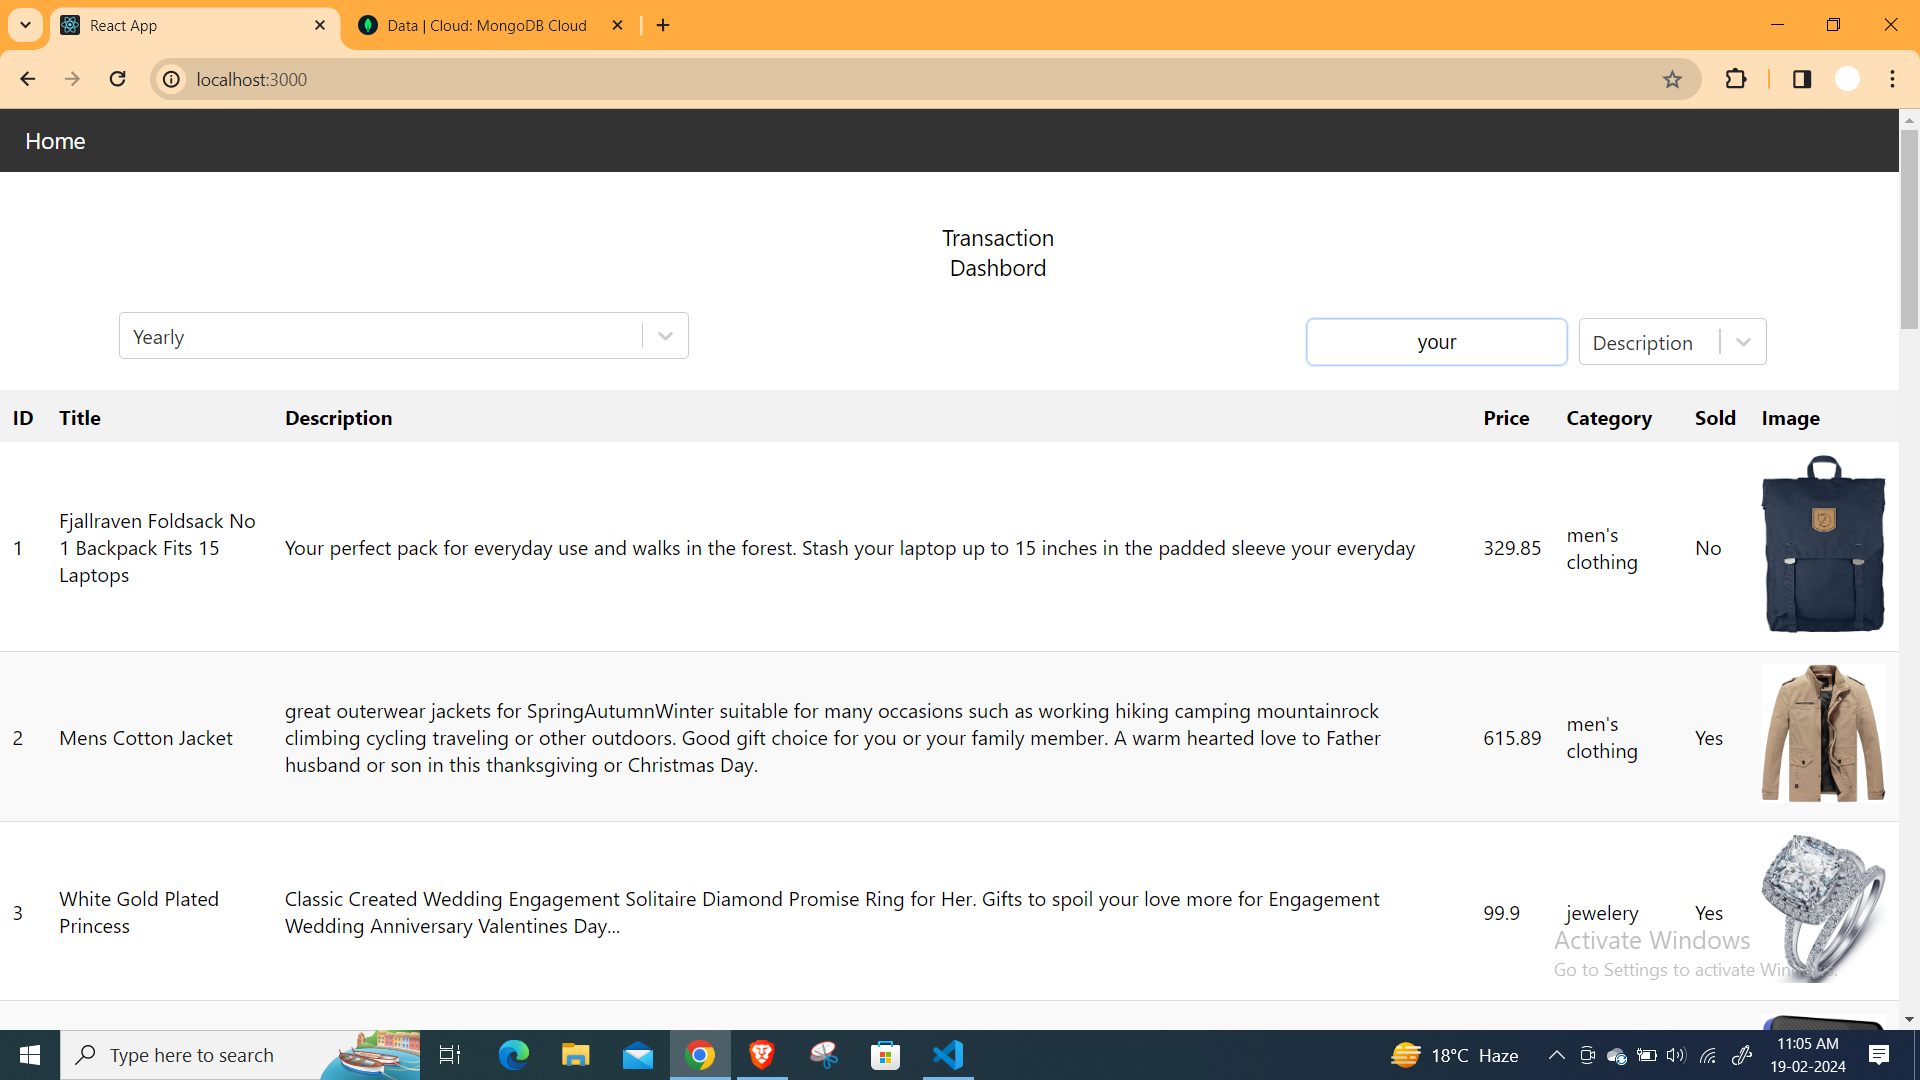 React App
Data | Cloud: MongoDB Cloud
localhost:3000
Home
Transaction
Dashbord
Yearly
your
Description
ID Title Description Price Category Sold Image
1
Fjallraven Foldsack No
1 Backpack Fits 15
Laptops
Your perfect pack for everyday use and walks in the forest. Stash your laptop up to 15 inches in the padded sleeve your everyday
329.85
men's
clothing
No
2
Mens Cotton Jacket
great outerwear jackets for SpringAutumnWinter suitable for many occasions such as working hiking camping mountainrock
climbing cycling traveling or other outdoors. Good gift choice for you or your family member. A warm hearted love to Father
husband or son in this thanksgiving or Christmas Day.
615.89
men's
clothing
Yes
3
White Gold Plated
Princess
Classic Created Wedding Engagement Solitaire Diamond Promise Ring for Her. Gifts to spoil your love more for Engagement
Wedding Anniversary Valentines Day...
99.9
jewelery
Yes
Activate Windows
Go to Settings to activate Windows.
Type here to search
18°C Haze
11:05 AM
19-02-2024